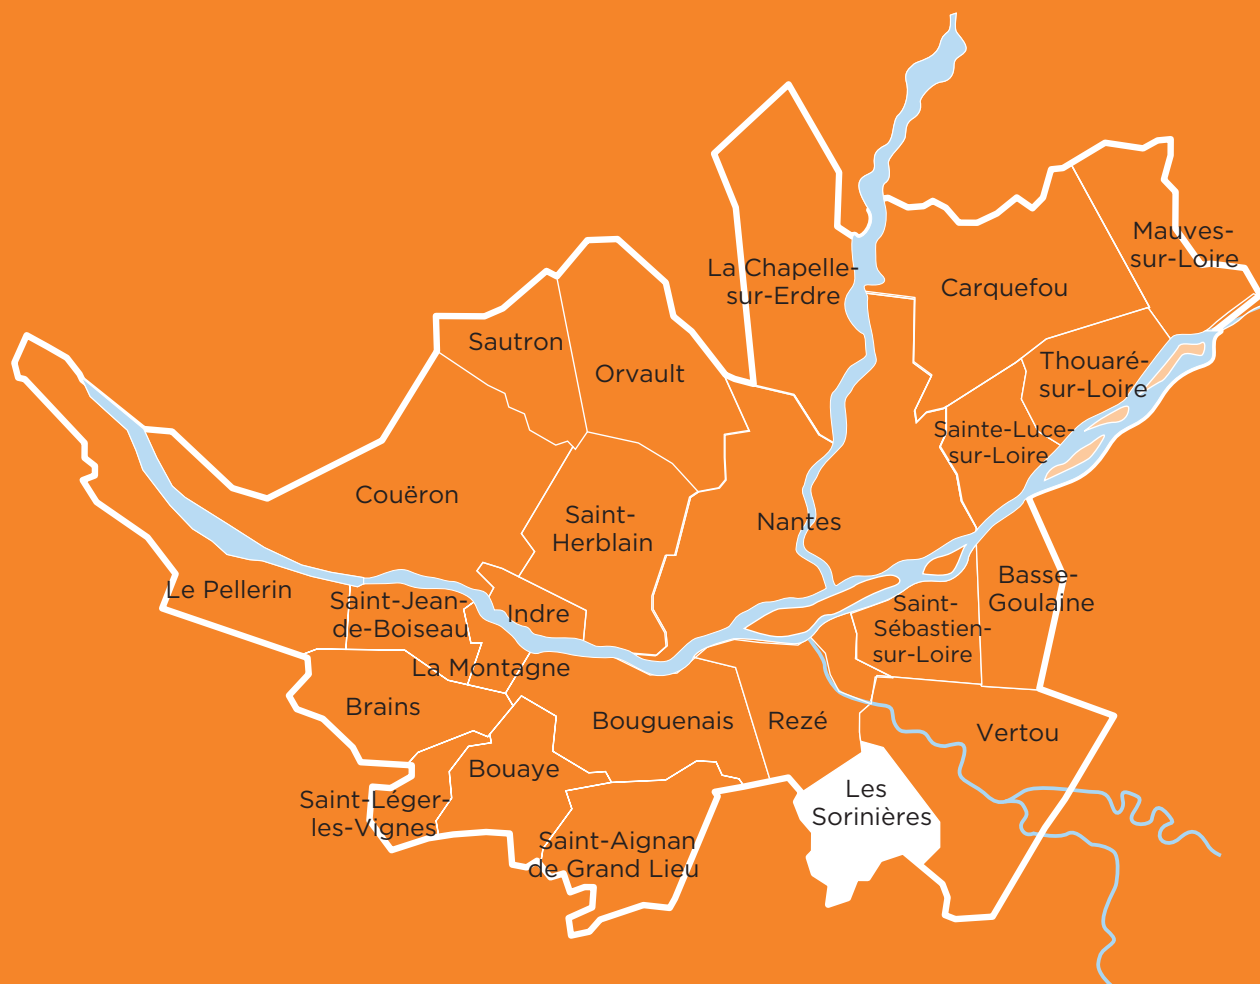 Mauves-
sur-Loire
La Chapelle-
sur-Erdre
Carquefou
Sautron
Orvault
Thouaré-
sur-Loire
Sainte-Luce-
sur-Loire
Couëron
Saint-
Herblain
Nantes
Le Pellerin
Saint-Jean-
de-Boiseau
Indre
Basse-
Goulaine
Saint-
Sébastien-
sur-Loire
La Montagne
Brains
Bouguenais
Rezé
Vertou
Bouaye
Les
Sorinières
Saint-Léger-
les-Vignes
Saint-Aignan
de Grand Lieu